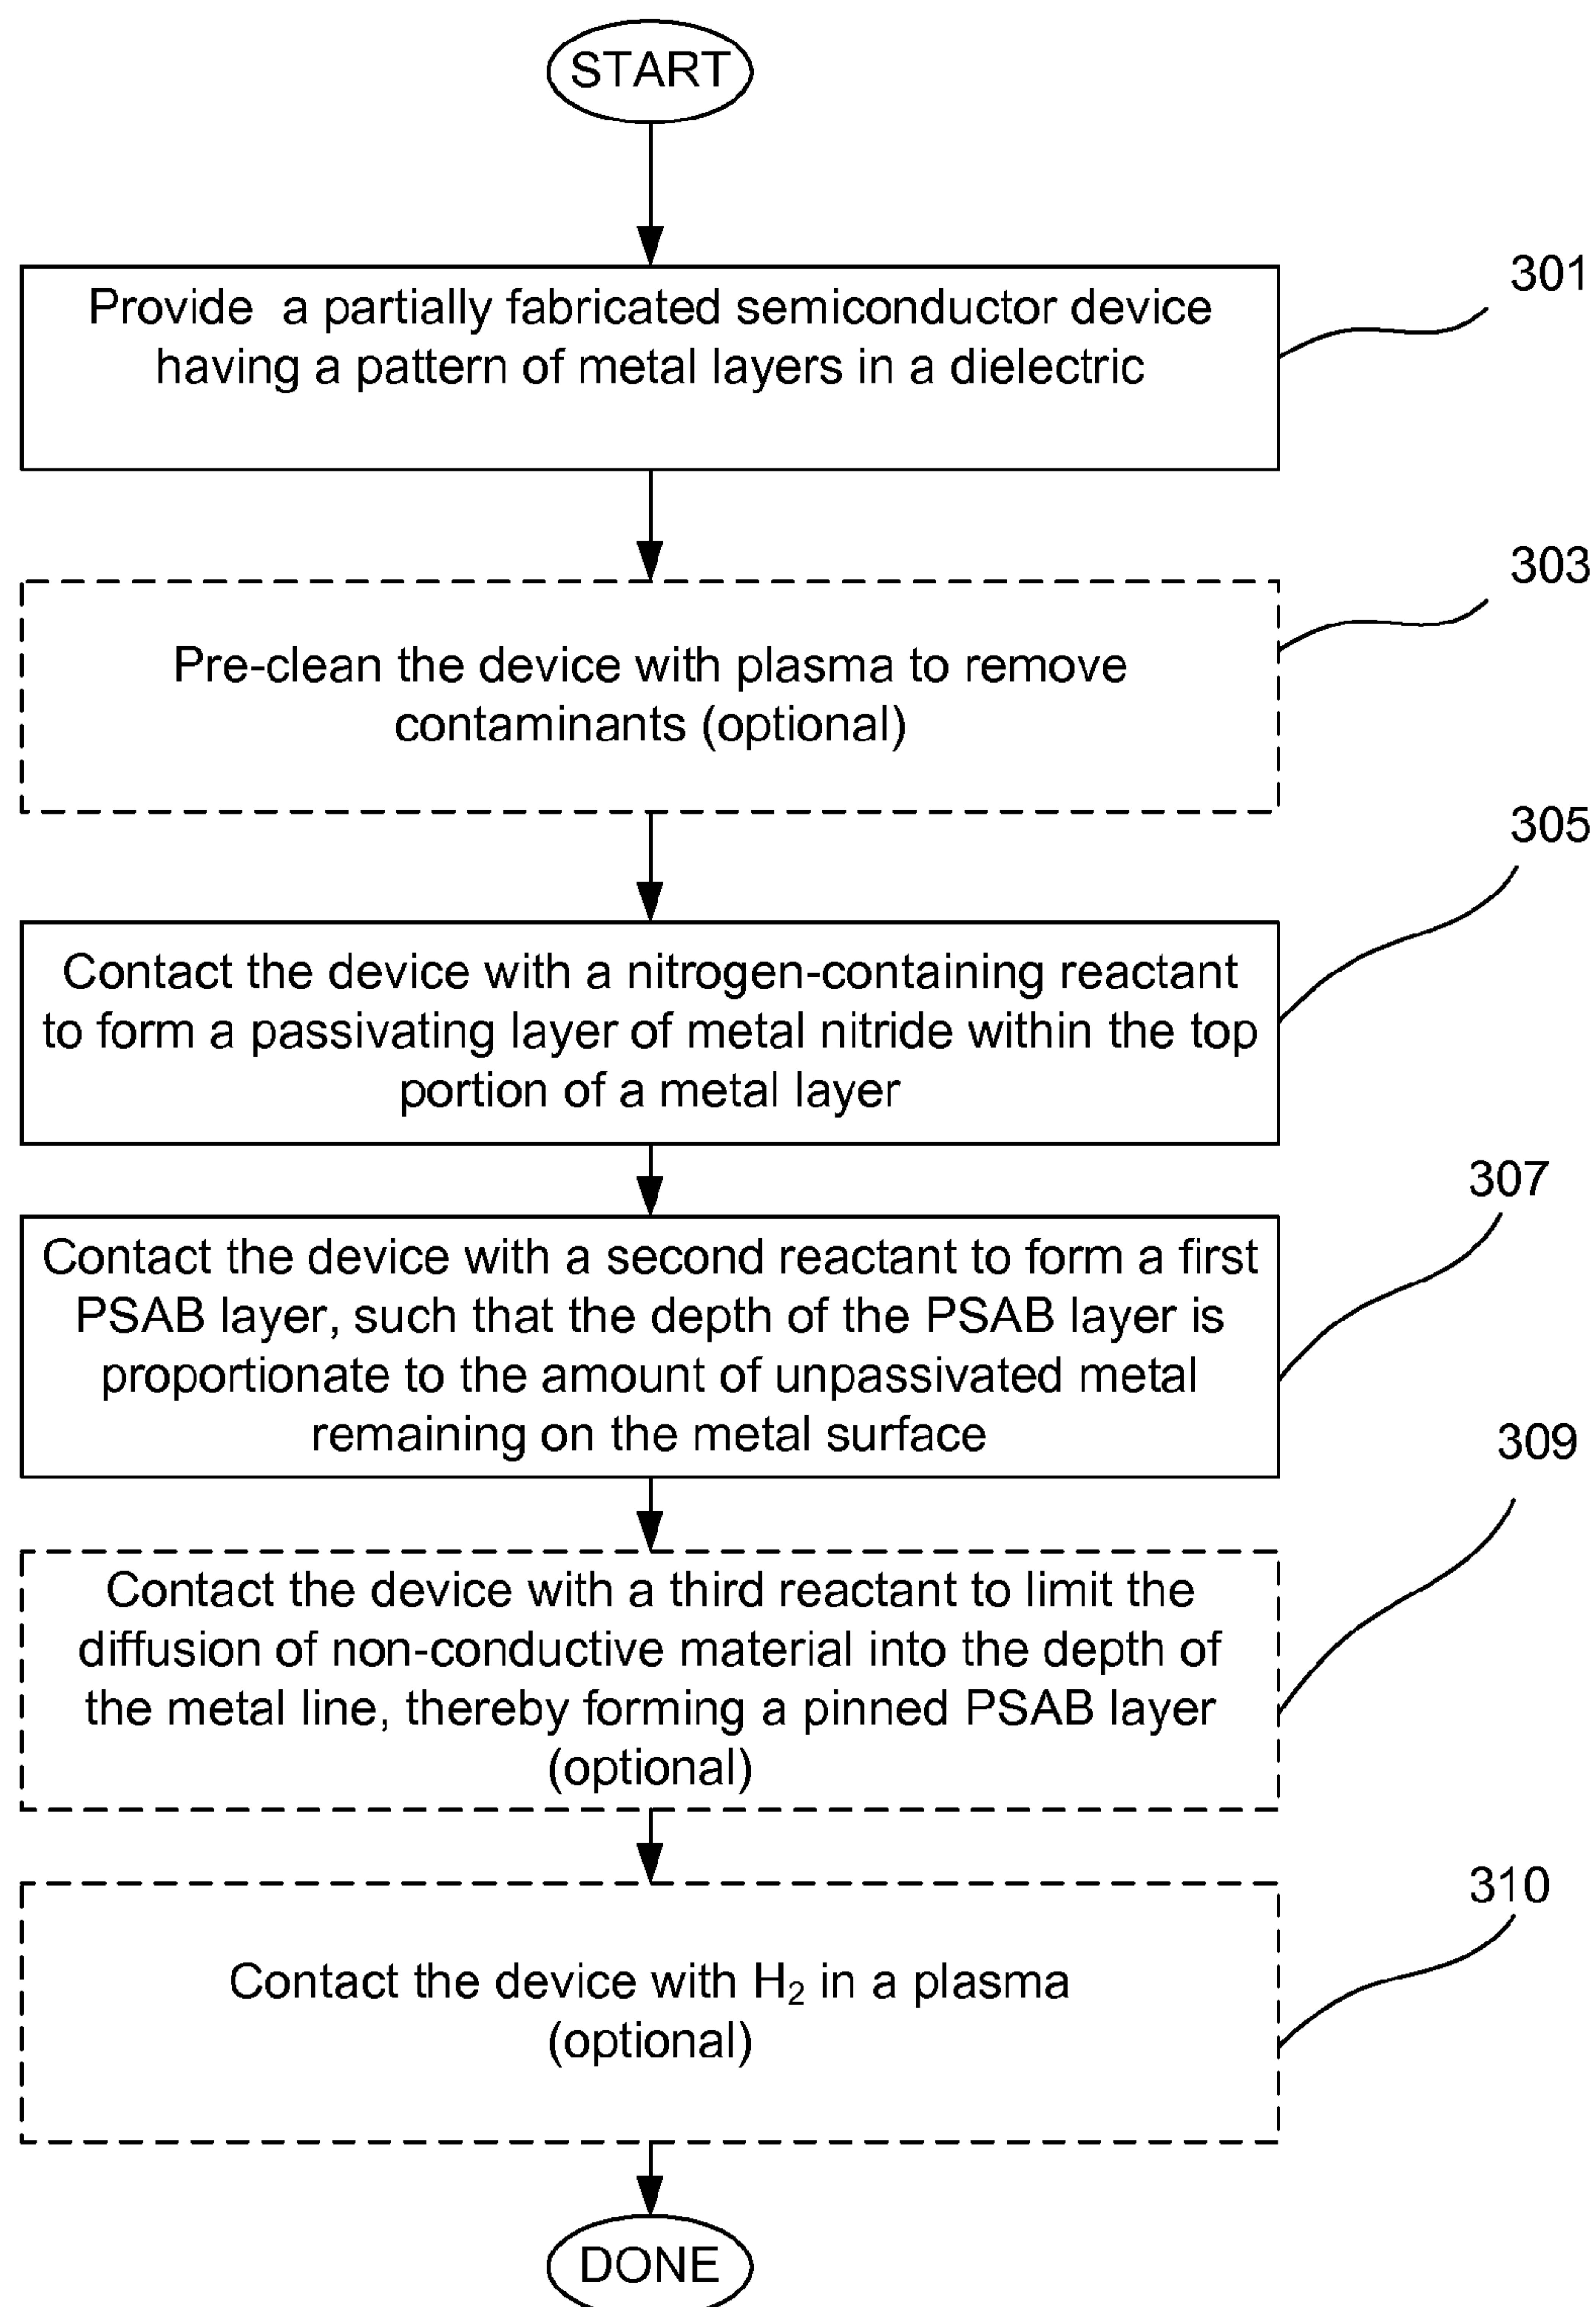 START
Provide a partially fabricated semiconductor device
having a pattern of metal layers in a dielectric
301
Pre-clean the device with plasma to remove
contaminants (optional)
303
Contact the device with a nitrogen-containing reactant
to form a passivating layer of metal nitride within the top
portion of a metal layer
305
Contact the device with a second reactant to form a first
PSAB layer, such that the depth of the PSAB layer is
proportionate to the amount of unpassivated metal
remaining on the metal surface
307
Contact the device with a third reactant to limit the
diffusion of non-conductive material into the depth of
the metal line, thereby forming a pinned PSAB layer
(optional)
309
Contact the device with H₂ in a plasma
(optional)
310
DONE